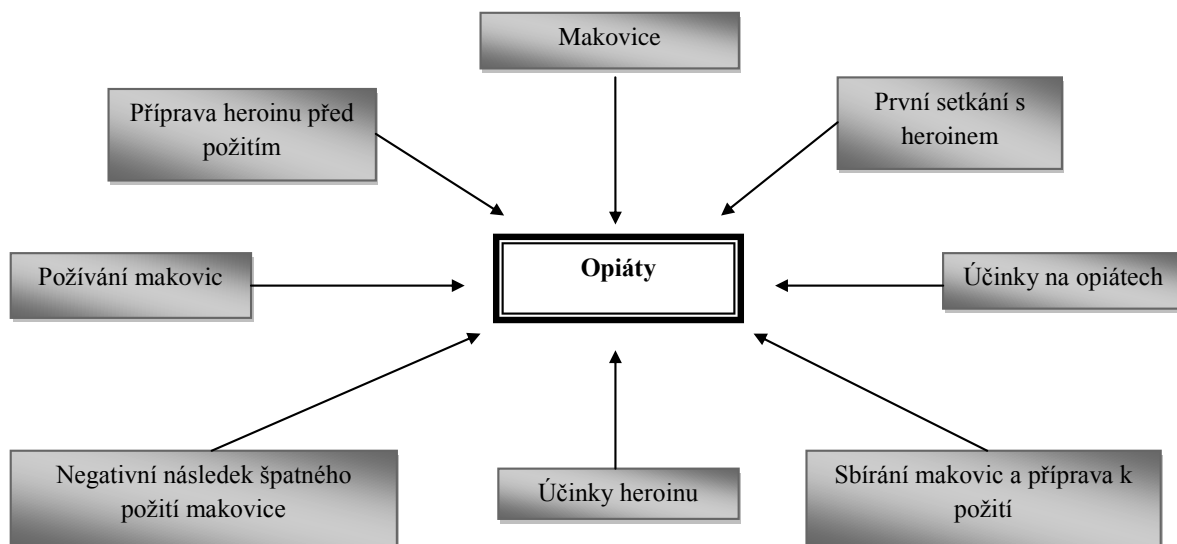 Makovice
Příprava heroinu před
požitím
První setkání s
heroinem
Požívání makovic
Opiáty
Účinky na opiátech
Negativní následek špatného
požití makovice
Účinky heroinu
Sbírání makovic a příprava k
požití